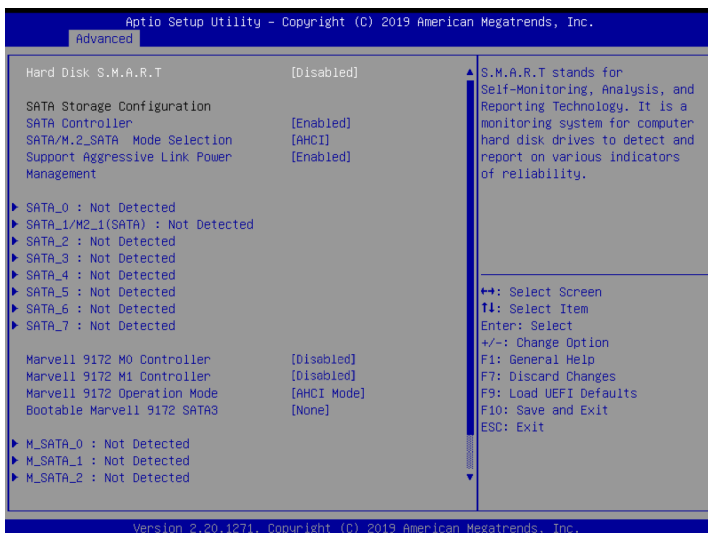 Aptio Setup Utility – Copyright (C) 2019 American Megatrends, Inc.
Advanced
Hard Disk S.M.A.R.T [Disabled]
SATA Storage Configuration
SATA Controller [Enabled]
SATA/M.2_SATA Mode Selection [AHCI]
Support Aggressive Link Power [Enabled]
Management
SATA_0 : Not Detected
SATA_1/M2_1(SATA) : Not Detected
SATA_2 : Not Detected
SATA_3 : Not Detected
SATA_4 : Not Detected
SATA_5 : Not Detected
SATA_6 : Not Detected
SATA_7 : Not Detected
Marvell 9172 M0 Controller [Disabled]
Marvell 9172 M1 Controller [Disabled]
Marvell 9172 Operation Mode [AHCI Mode]
Bootable Marvell 9172 SATA3 [None]
M_SATA_0 : Not Detected
M_SATA_1 : Not Detected
M_SATA_2 : Not Detected
S.M.A.R.T stands for
Self-Monitoring, Analysis, and
Reporting Technology. It is a
monitoring system for computer
hard disk drives to detect and
report on various indicators
of reliability.
↔: Select Screen
↑↓: Select Item
Enter: Select
+/-: Change Option
F1: General Help
F7: Discard Changes
F9: Load UEFI Defaults
F10: Save and Exit
ESC: Exit
Version 2.20.1271. Copyright (C) 2019 American Megatrends, Inc.